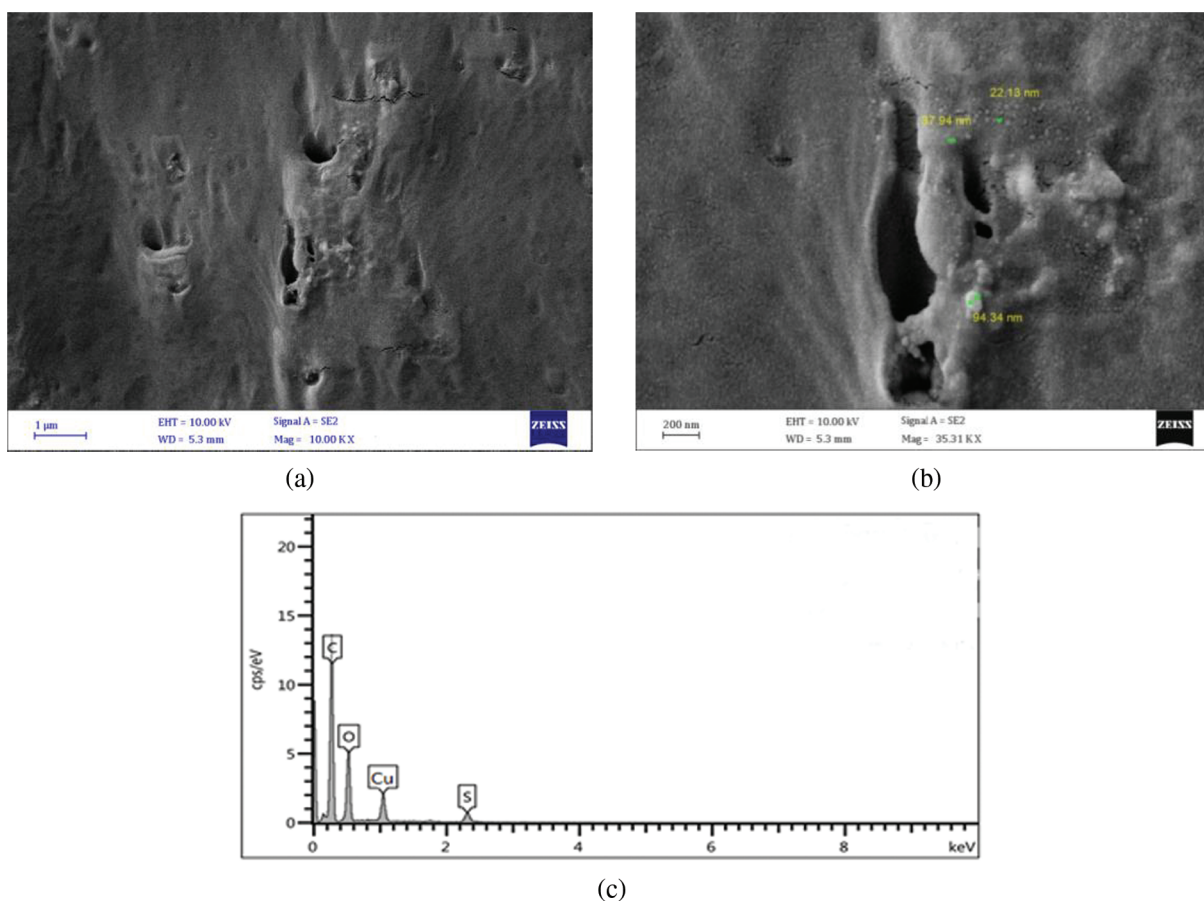 1 µm
EHT = 10.00 kV
Signal A = SE2
WD = 5.3 mm
Mag = 10.00 KX
ZEISS
(a)
22.13 nm
37.94 nm
94.34 nm
200 nm
EHT = 10.00 kV
Signal A = SE2
WD = 5.3 mm
Mag = 35.31 KX
ZEISS
(b)
cps/eV
20
15
10
5
0
C
O
Cu
S
0 2 4 6 8 keV
(c)